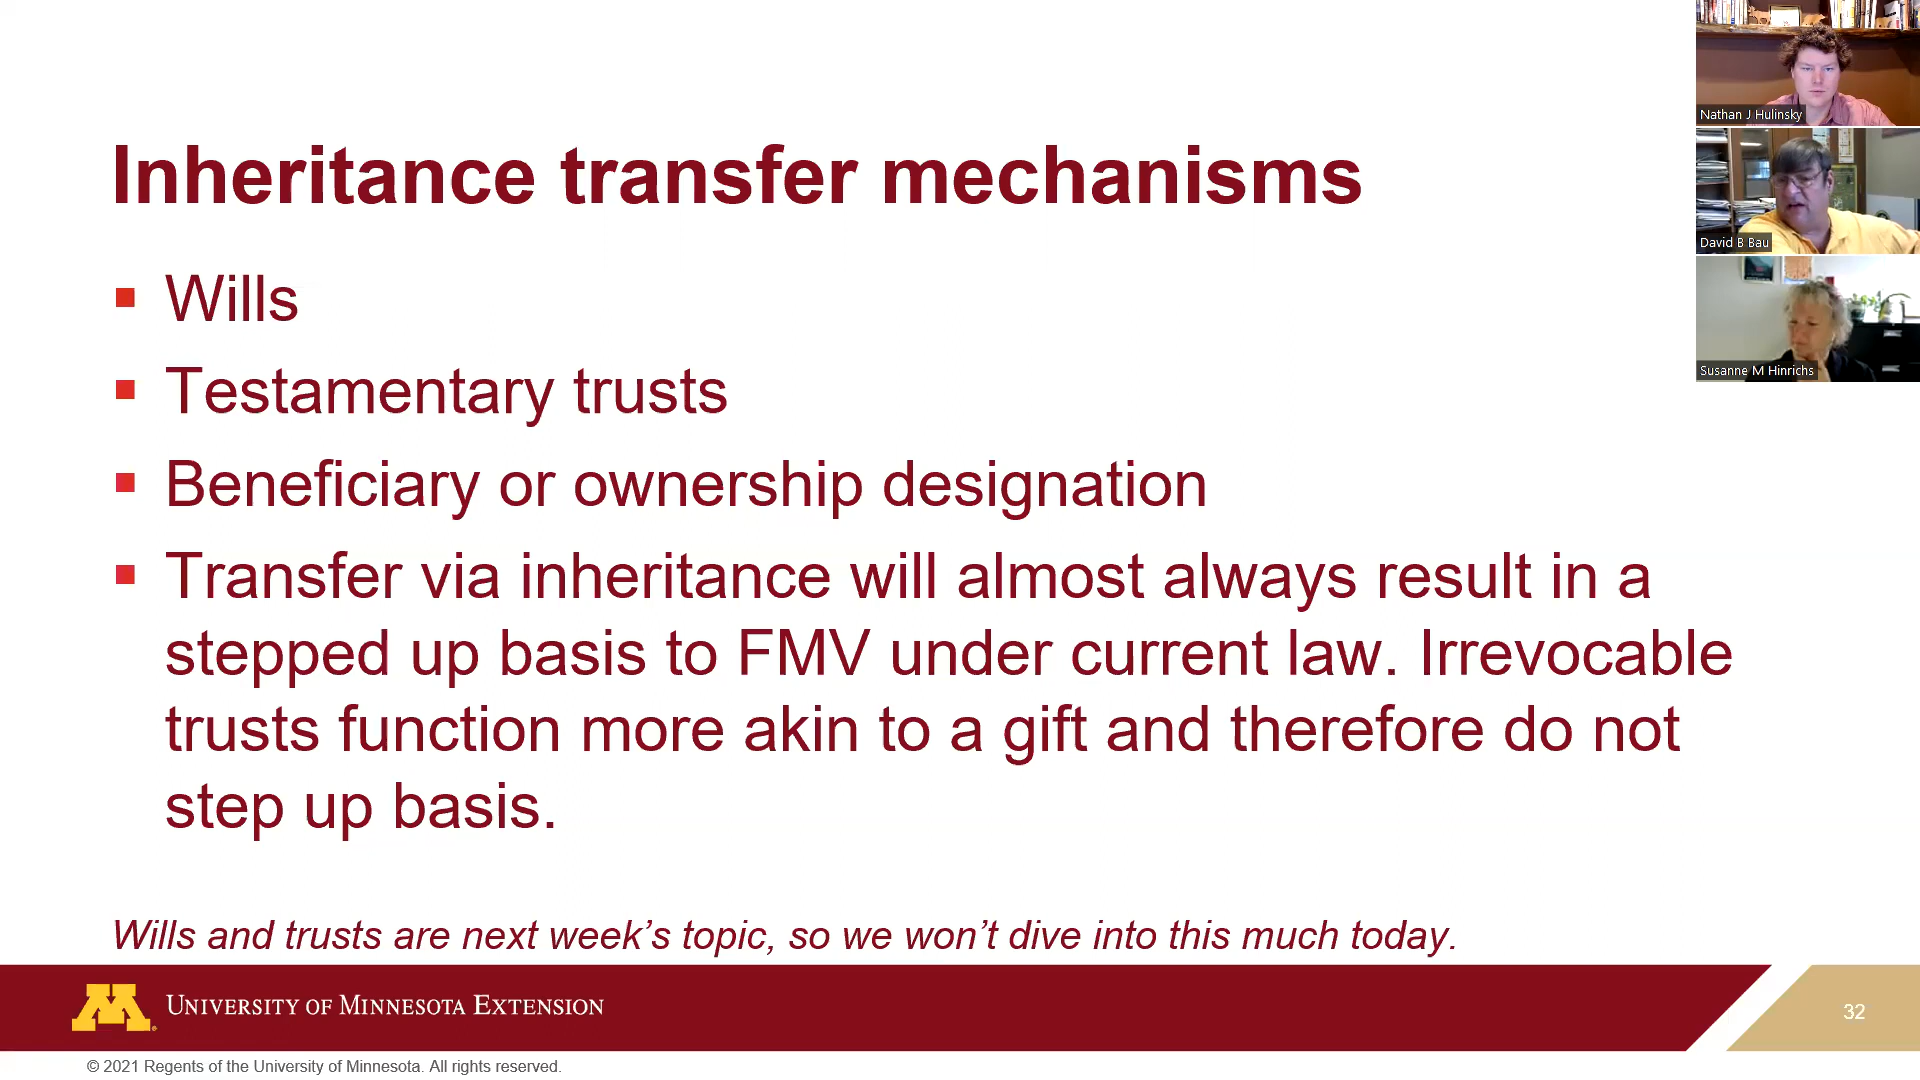 Inheritance transfer mechanisms
Wills
Testamentary trusts
Beneficiary or ownership designation
Transfer via inheritance will almost always result in a
stepped up basis to FMV under current law. Irrevocable
trusts function more akin to a gift and therefore do not
step up basis.
Wills and trusts are next week's topic, so we won't dive into this much today.
M
UNIVERSITY OF MINNESOTA EXTENSION
32
© 2021 Regents of the University of Minnesota. All rights reserved.
Nathan J Hulinsky
David B Bau
Susanne M Hinrichs